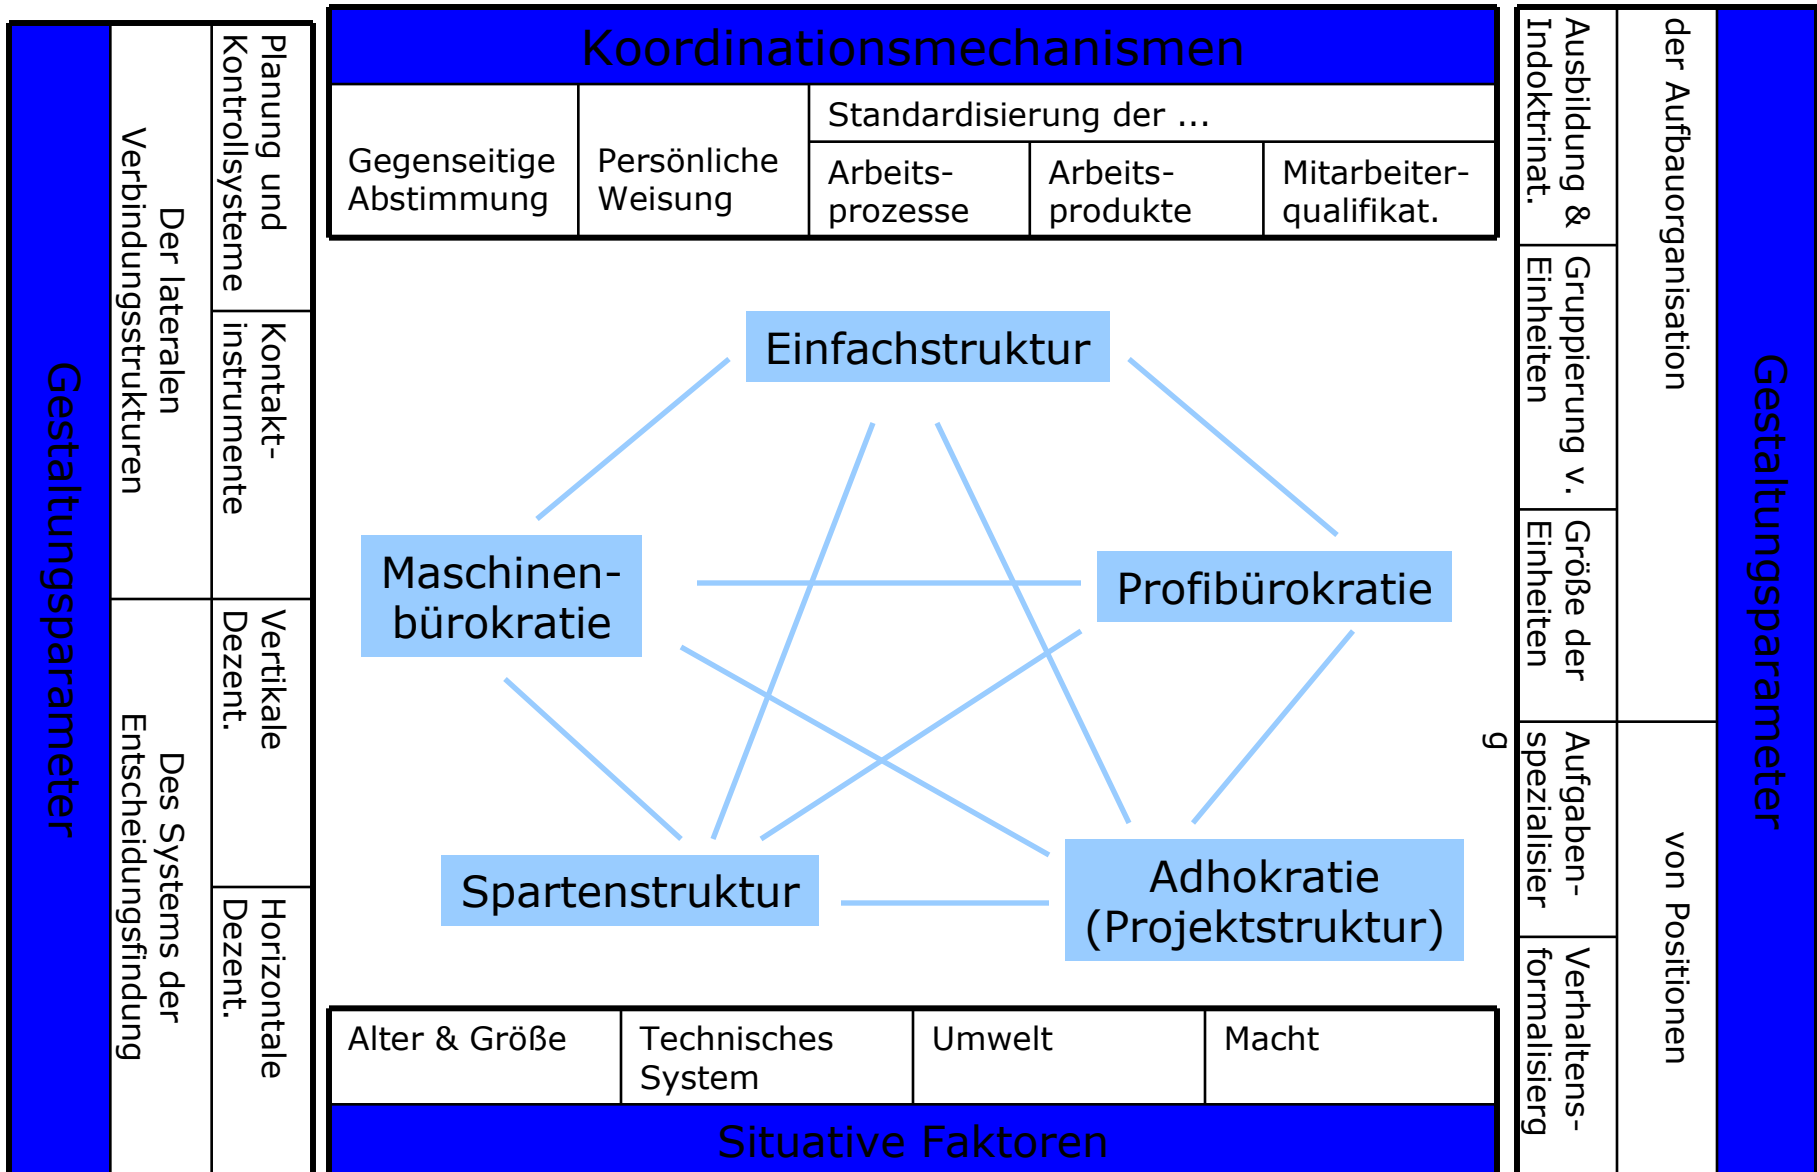 Koordinationsmechanismen
Gegenseitige
Abstimmung
Persönliche
Weisung
Standardisierung der ...
Arbeits-
prozesse
Arbeits-
produkte
Mitarbeiter-
qualifikat.
Gestaltungsparameter
Der lateralen
Verbindungsstrukturen
Planung und
Kontrollsysteme
Kontakt-
instrumente
Des Systems der
Entscheidungsfindung
Vertikale
Dezent.
Horizontale
Dezent.
Einfachstruktur
Maschinen-
bürokratie
Profibürokratie
Spartenstruktur
Adhokratie
(Projektstruktur)
Gestaltungsparameter
der Aufbauorganisation
Ausbildung &
Indoktrinat.
Gruppierung v.
Einheiten
Größe der
Einheiten
von Positionen
Aufgaben-
spezialisier
g
Verhaltens-
formalisierg
Alter & Größe
Technisches
System
Umwelt
Macht
Situative Faktoren